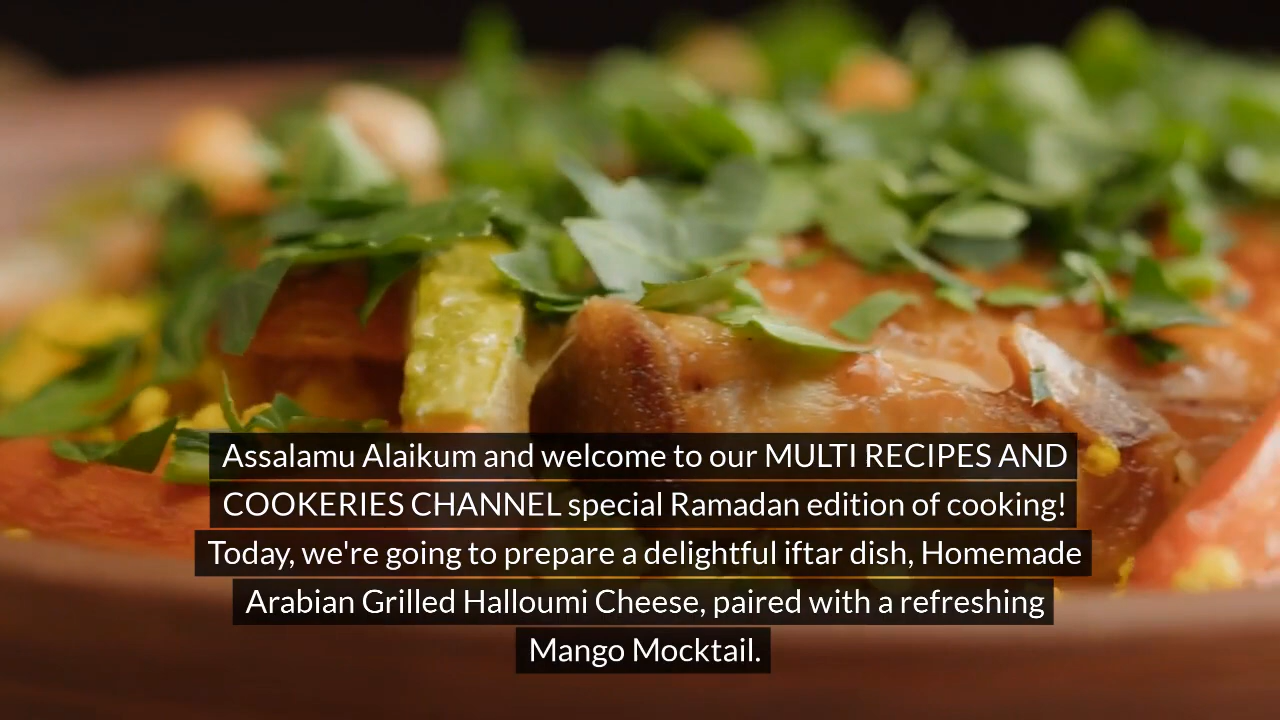 Assalamu Alaikum and welcome to our MULTI RECIPES AND
COOKERIES CHANNEL special Ramadan edition of cooking!
Today, we're going to prepare a delightful iftar dish, Homemade
Arabian Grilled Halloumi Cheese, paired with a refreshing
Mango Mocktail.